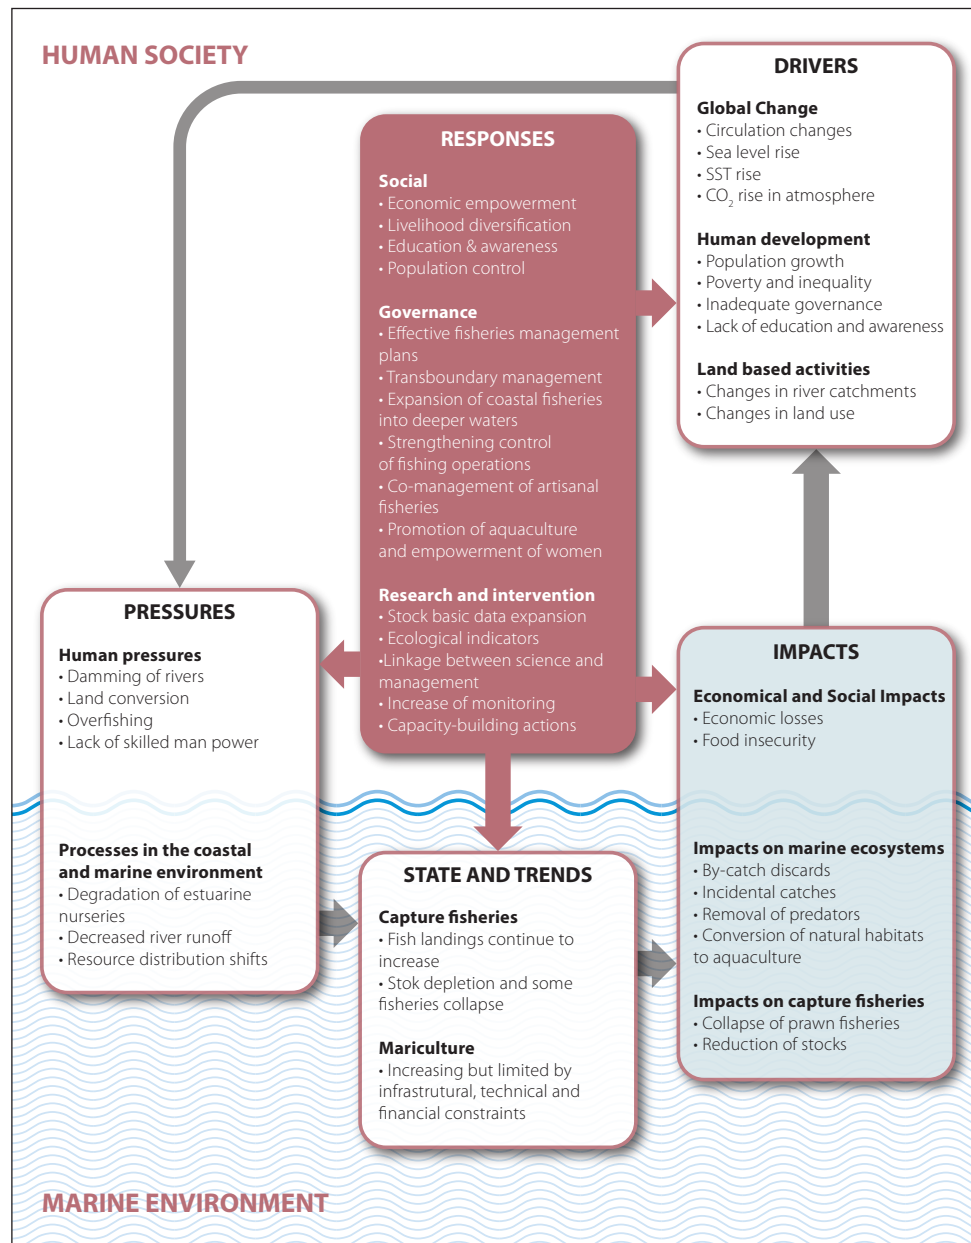 HUMAN SOCIETY
DRIVERS
Global Change
• Circulation changes
• Sea level rise
• SST rise
• CO2 rise in atmosphere
Human development
• Population growth
• Poverty and inequality
• Inadequate governance
• Lack of education and awareness
Land based activities
• Changes in river catchments
• Changes in land use
RESPONSES
Social
• Economic empowerment
• Livelihood diversification
• Education & awareness
• Population control
Governance
• Effective fisheries management
plans
• Transboundary management
• Expansion of coastal fisheries
into deeper waters
• Strengthening control
of fishing operations
• Co-management of artisanal
fisheries
• Promotion of aquaculture
and empowerment of women
Research and intervention
• Stock basic data expansion
• Ecological indicators
•Linkage between science and
management
• Increase of monitoring
• Capacity-building actions
PRESSURES
Human pressures
• Damming of rivers
• Land conversion
• Overfishing
• Lack of skilled man power
Processes in the coastal
and marine environment
• Degradation of estuarine
nurseries
• Decreased river runoff
• Resource distribution shifts
STATE AND TRENDS
Capture fisheries
• Fish landings continue to
increase
• Stok depletion and some
fisheries collapse
Mariculture
• Increasing but limited by
infrastrutural, technical and
financial constraints
IMPACTS
Economical and Social Impacts
• Economic losses
• Food insecurity
Impacts on marine ecosystems
• By-catch discards
• Incidental catches
• Removal of predators
• Conversion of natural habitats
to aquaculture
Impacts on capture fisheries
• Collapse of prawn fisheries
• Reduction of stocks
MARINE ENVIRONMENT